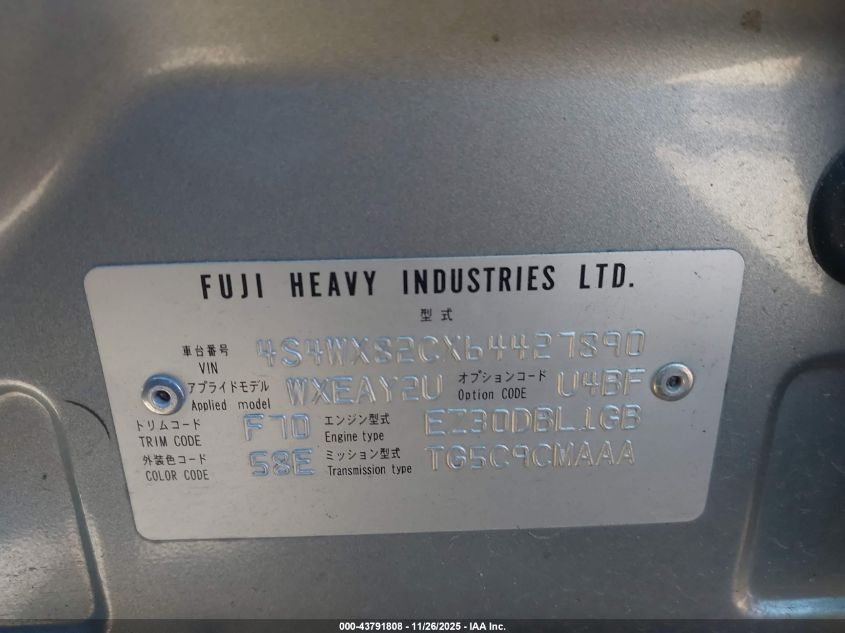 FUJI HEAVY INDUSTRIES LTD.
型式
車台番号 VIN 4S4WX82CX64427890
アプライドモデル Applied model WXEAY2U オプションコード Option CODE U4BF
トリムコード TRIM CODE F70 エンジン型式 Engine type EZ30DBL1GB
外装色コード COLOR CODE 58E ミッション型式 Transmission type TG5C9CMAAA
000-43791808 - 11/26/2025 - IAA Inc.